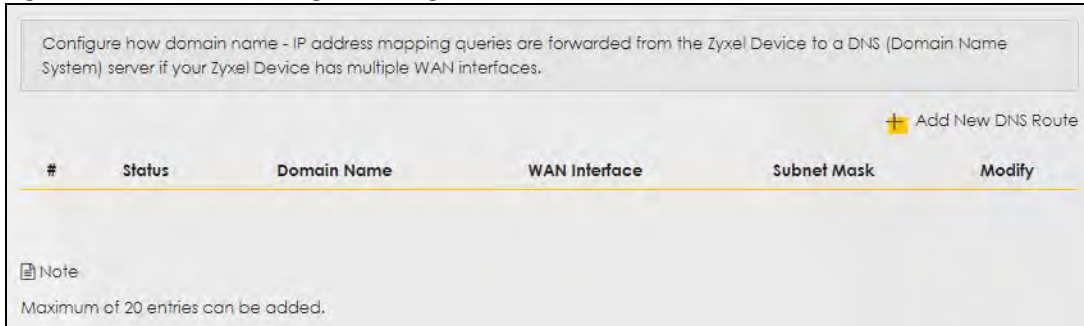 Configure how domain name - IP address mapping queries are forwarded from the Zyxel Device to a DNS (Domain Name
System) server if your Zyxel Device has multiple WAN interfaces.
+ Add New DNS Route
# Status Domain Name WAN Interface Subnet Mask Modify
Note
Maximum of 20 entries can be added.